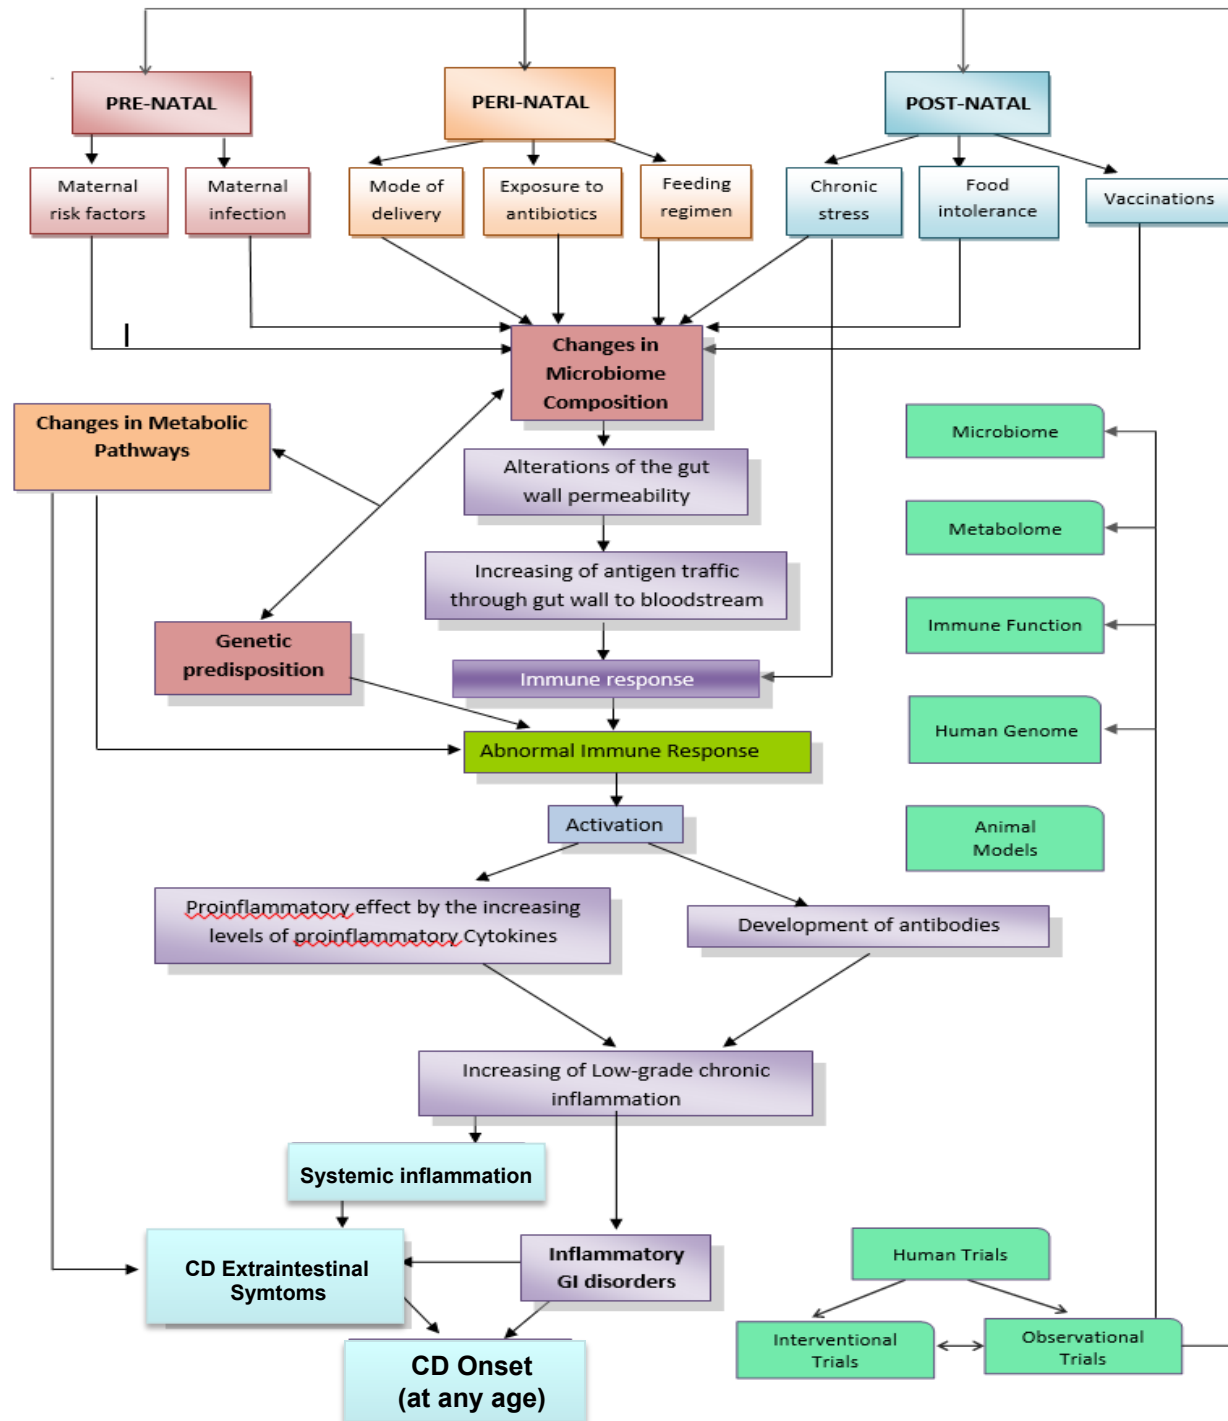 PRE-NATAL
PERI-NATAL
POST-NATAL
Maternal
risk factors
Maternal
infection
Mode of
delivery
Exposure to
antibiotics
Feeding
regimen
Chronic
stress
Food
intolerance
Vaccinations
Changes in
Microbiome
Composition
Changes in Metabolic
Pathways
Microbiome
Alterations of the gut
wall permeability
Metabolome
Increasing of antigen traffic
through gut wall to bloodstream
Immune Function
Genetic
predisposition
Immune response
Human Genome
Abnormal Immune Response
Activation
Animal
Models
Proinflammatory effect by the increasing
levels of proinflammatory Cytokines
Development of antibodies
Increasing of Low-grade chronic
inflammation
Systemic inflammation
CD Extraintestinal
Symtoms
Inflammatory
GI disorders
Human Trials
Interventional
Trials
Observational
Trials
CD Onset
(at any age)